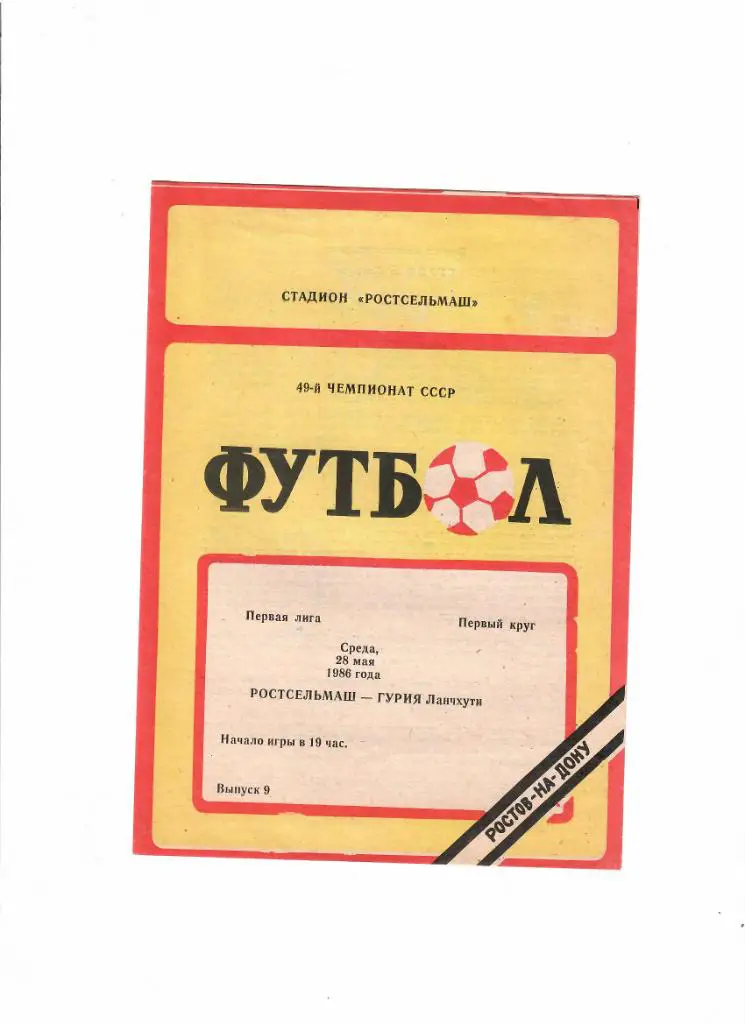 СТАДИОН «РОСТСЕЛЬМАШ»
49-й ЧЕМПИОНАТ СССР
ФУТБОЛ
Первая лига Первый круг
Среда,
28 мая
1986 года
РОСТСЕЛЬМАШ — ГУРИЯ Ланчхути
Начало игры в 19 час.
Выпуск 9
РОСТОВ-НА-ДОНУ